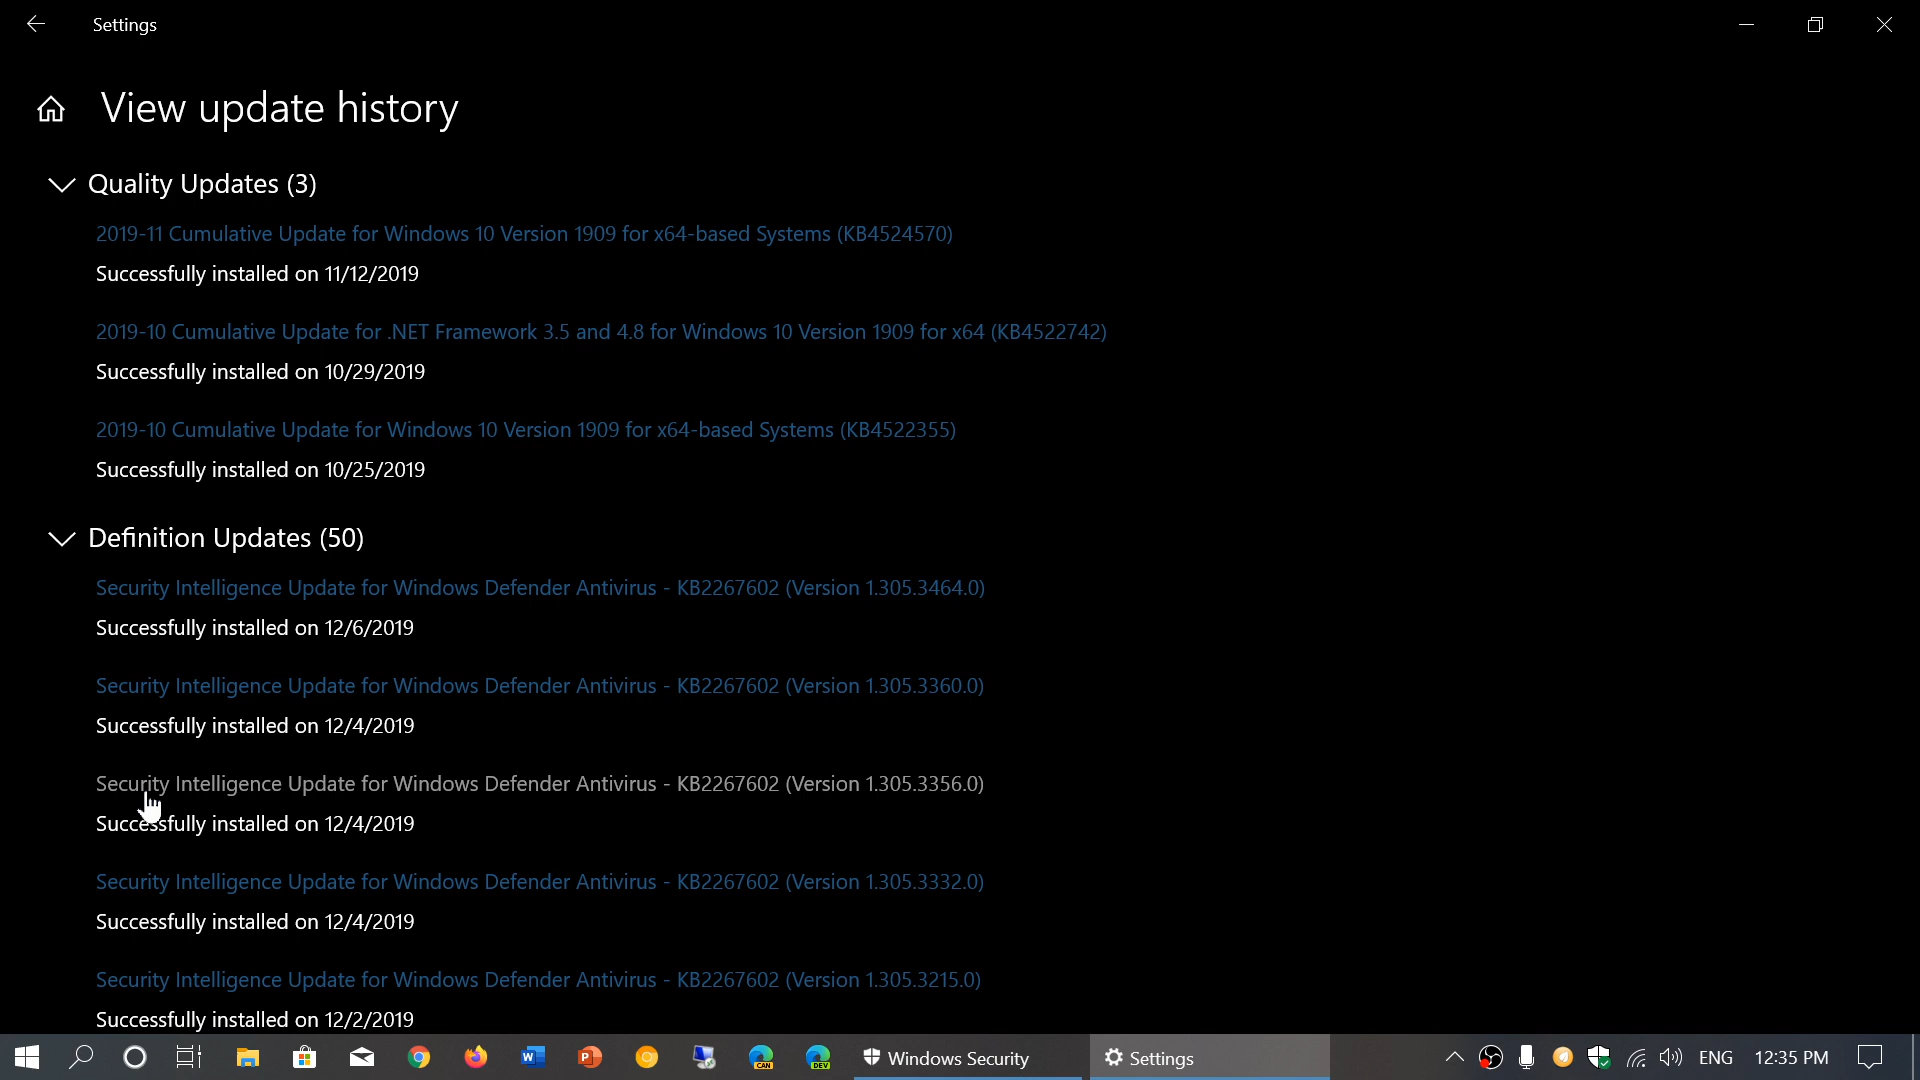 Settings
View update history
Quality Updates (3)
2019-11 Cumulative Update for Windows 10 Version 1909 for x64-based Systems (KB4524570)
Successfully installed on 11/12/2019
2019-10 Cumulative Update for .NET Framework 3.5 and 4.8 for Windows 10 Version 1909 for x64 (KB4522742)
Successfully installed on 10/29/2019
2019-10 Cumulative Update for Windows 10 Version 1909 for x64-based Systems (KB4522355)
Successfully installed on 10/25/2019
Definition Updates (50)
Security Intelligence Update for Windows Defender Antivirus - KB2267602 (Version 1.305.3464.0)
Successfully installed on 12/6/2019
Security Intelligence Update for Windows Defender Antivirus - KB2267602 (Version 1.305.3360.0)
Successfully installed on 12/4/2019
Security Intelligence Update for Windows Defender Antivirus - KB2267602 (Version 1.305.3356.0)
Successfully installed on 12/4/2019
Security Intelligence Update for Windows Defender Antivirus - KB2267602 (Version 1.305.3332.0)
Successfully installed on 12/4/2019
Security Intelligence Update for Windows Defender Antivirus - KB2267602 (Version 1.305.3215.0)
Successfully installed on 12/2/2019
W P CAN DEV Windows Security Settings ENG 12:35 PM